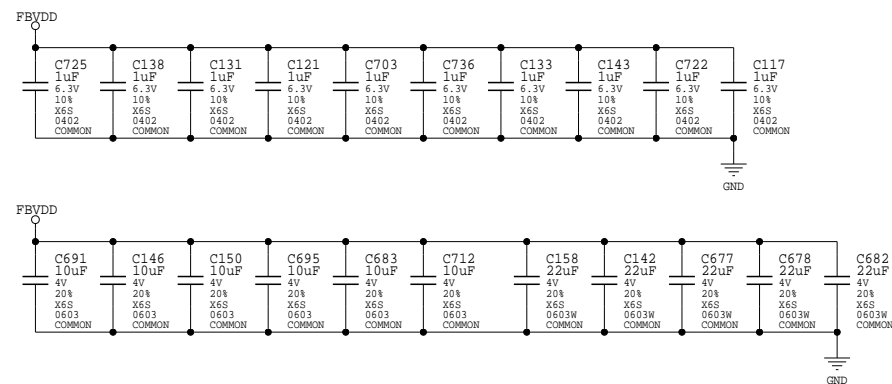 FBVDD
C725 C138 C131 C121 C703 C736 C133 C143 C722 C117
1uF 1uF 1uF 1uF 1uF 1uF 1uF 1uF 1uF 1uF
6.3V 6.3V 6.3V 6.3V 6.3V 6.3V 6.3V 6.3V 6.3V 6.3V
10% 10% 10% 10% 10% 10% 10% 10% 10% 10%
X6S X6S X6S X6S X6S X6S X6S X6S X6S X6S
0402 0402 0402 0402 0402 0402 0402 0402 0402 0402
COMMON COMMON COMMON COMMON COMMON COMMON COMMON COMMON COMMON COMMON
GND
FBVDD
C691 C146 C150 C695 C683 C712 C158 C142 C677 C678 C682
10uF 10uF 10uF 10uF 10uF 10uF 22uF 22uF 22uF 22uF 22uF
4V 4V 4V 4V 4V 4V 4V 4V 4V 4V 4V
20% 20% 20% 20% 20% 20% 20% 20% 20% 20% 20%
X6S X6S X6S X6S X6S X6S X6S X6S X6S X6S X6S
0603 0603 0603 0603 0603 0603 0603W 0603W 0603W 0603W 0603W
COMMON COMMON COMMON COMMON COMMON COMMON COMMON COMMON COMMON COMMON COMMON
GND